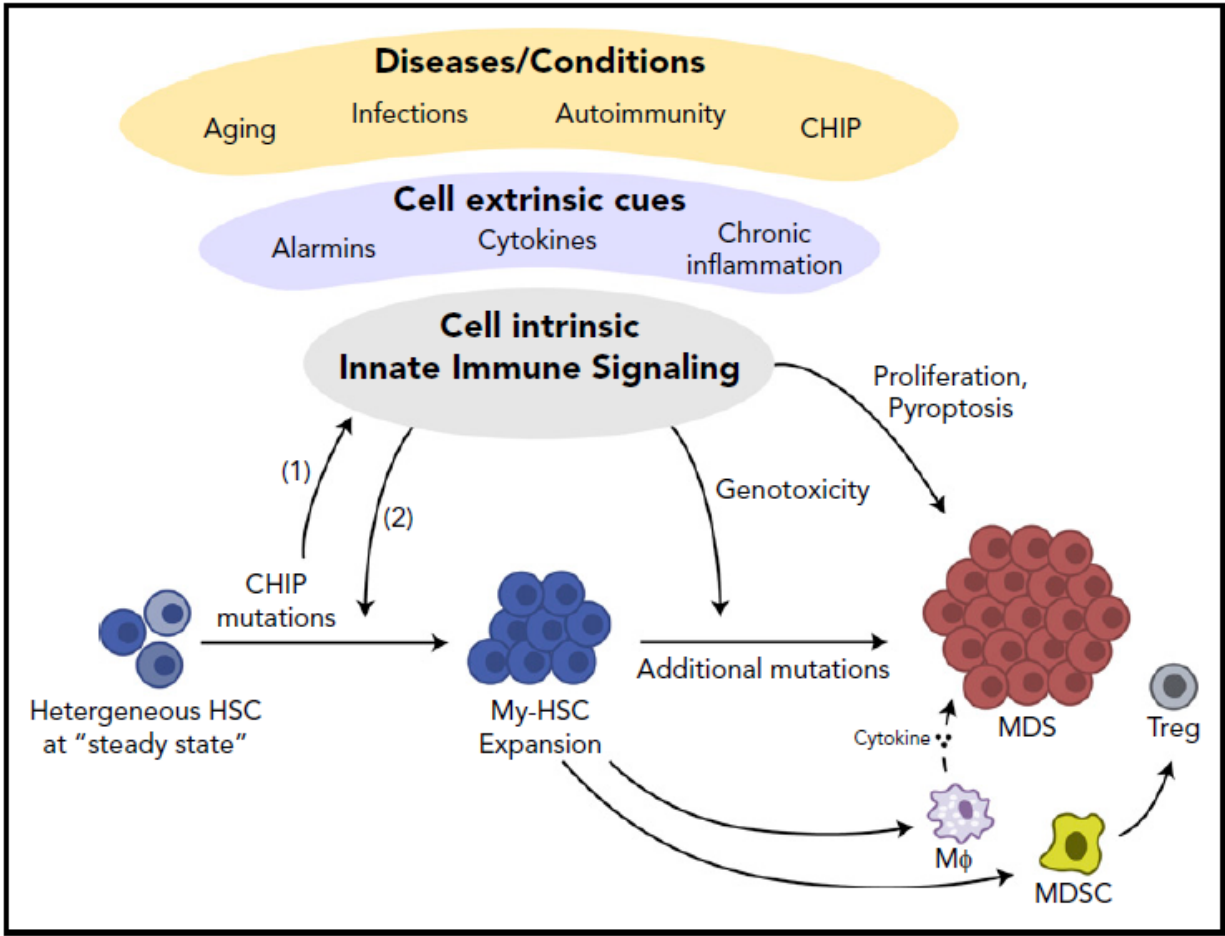 Diseases/Conditions
Aging
Infections
Autoimmunity
CHIP
Cell extrinsic cues
Alarmins
Cytokines
Chronic
inflammation
Cell intrinsic
Innate Immune Signaling
Proliferation,
Pyroptosis
(1)
(2)
Genotoxicity
CHIP
mutations
Additional mutations
Hetergeneous HSC
at “steady state”
My-HSC
Expansion
Cytokine
MDS
Treg
Mϕ
MDSC